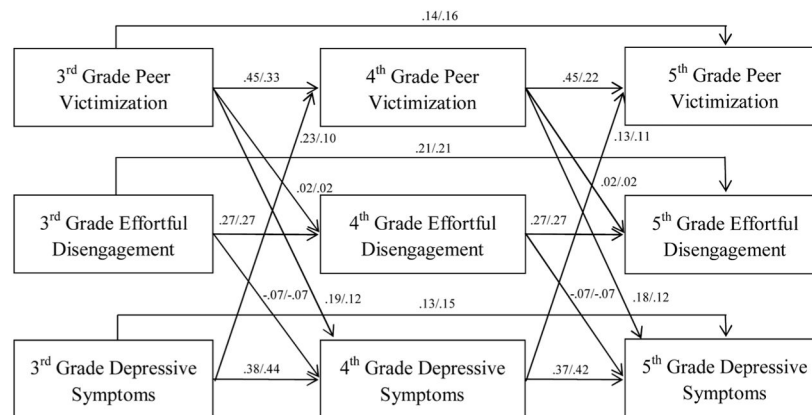 .14/.16
3rd Grade Peer
Victimization
.45/.33
4th Grade Peer
Victimization
.45/.22
5th Grade Peer
Victimization
.23/.10
.13/.11
.21/.21
.02/.02
.02/.02
3rd Grade Effortful
Disengagement
.27/.27
4th Grade Effortful
Disengagement
.27/.27
5th Grade Effortful
Disengagement
-.07/-.07
.19/.12
.13/.15
-.07/-.07
.18/.12
3rd Grade Depressive
Symptoms
.38/.44
4th Grade Depressive
Symptoms
.37/.42
5th Grade Depressive
Symptoms